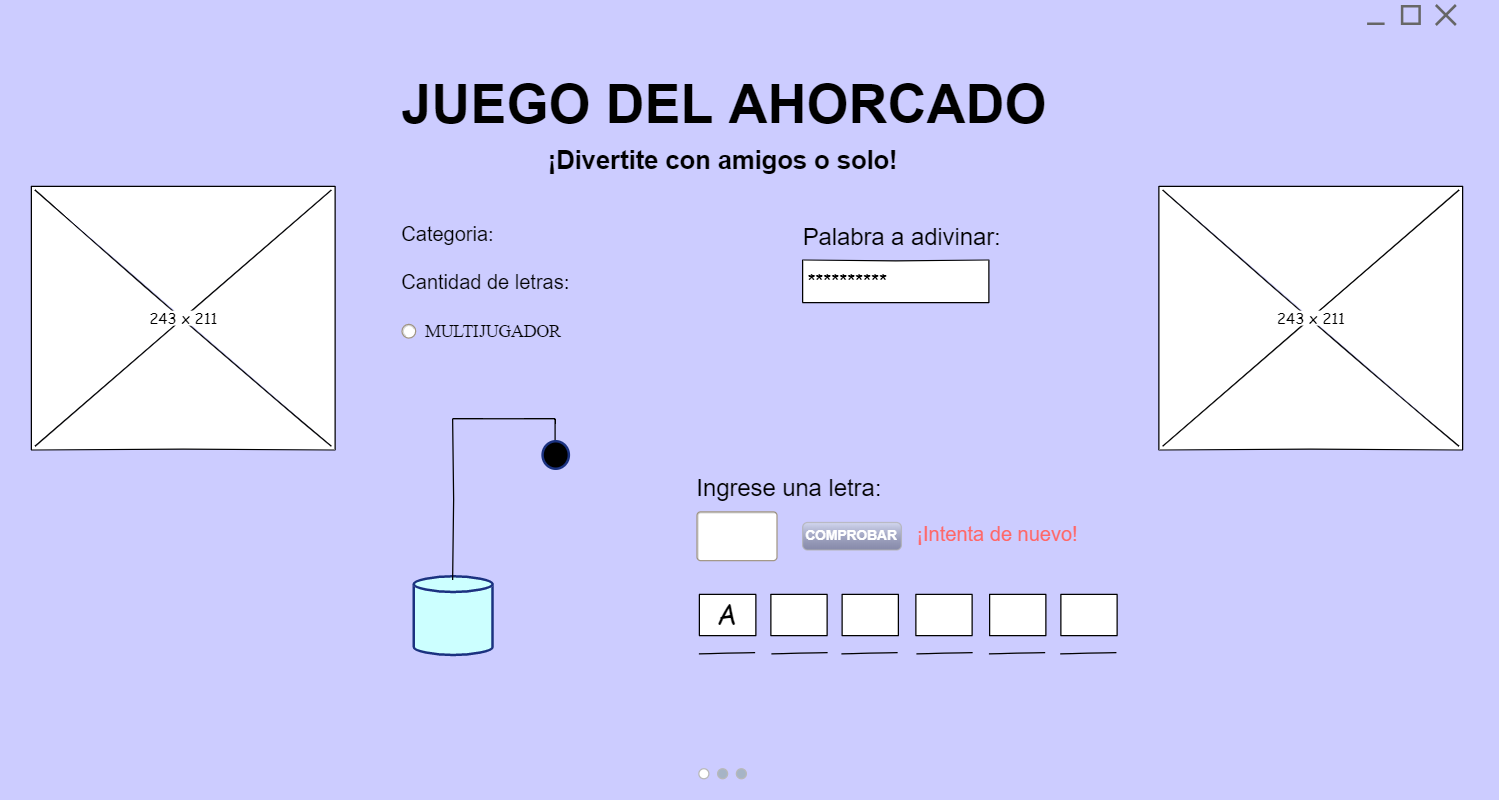 JUEGO DEL AHORCADO
¡Divertite con amigos o solo!
243 x 211
Categoria:
Cantidad de letras:
MULTIJUGADOR
Palabra a adivinar:
**********
243 x 211
Ingrese una letra:
COMPROBAR
¡Intenta de nuevo!
A